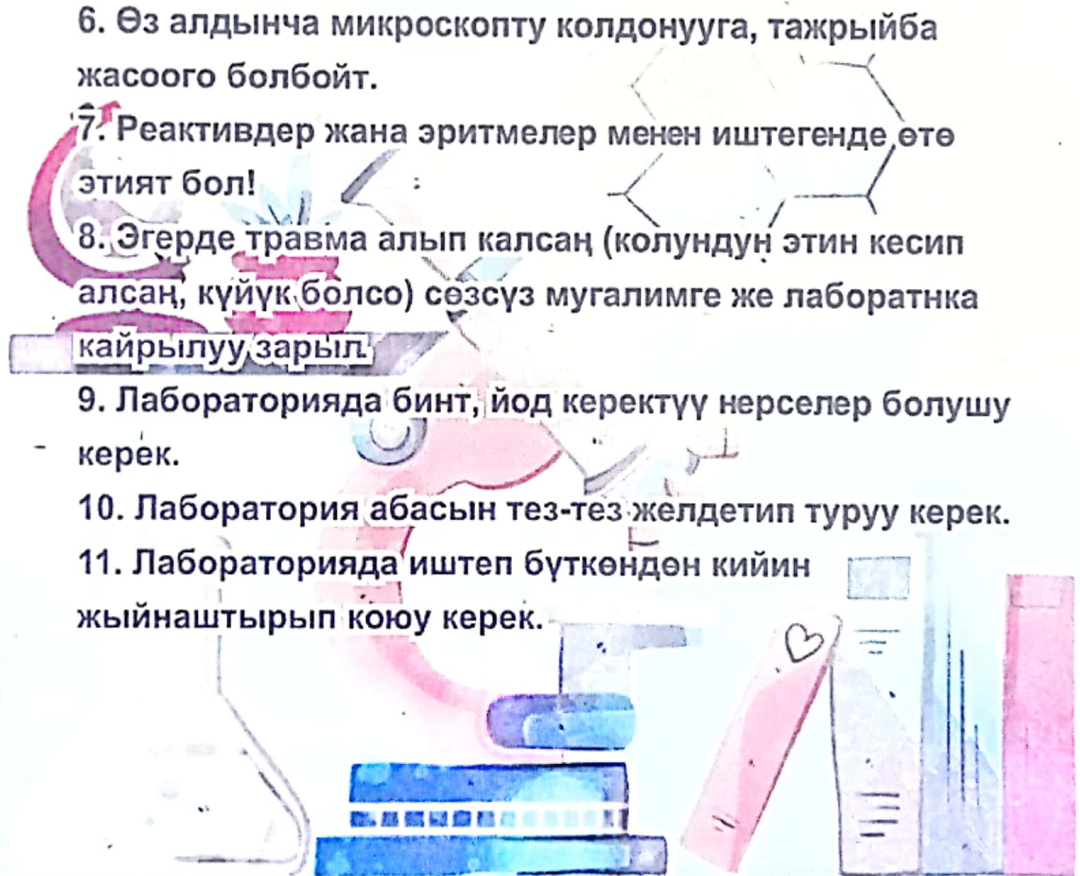 6. Өз алдынча микроскопту колдонууга, тажрыйба
жасоого болбойт.
7. Реактивдер жана эритмелер менен иштегенде,өтө
этият бол!
8. Эгерде травма алып калсаң (колундун этин кесип
алсаң, күйүк болсо) сөзсүз мугалимге же лаборатнка
кайрылуу зарыл.
9. Лабораторияда бинт, йод керектүү нерселер болушу
керек.
10. Лаборатория абасын тез-тез желдетип туруу керек.
11. Лабораторияда иштеп бүткөндөн кийин
жыйнаштырып коюу керек.